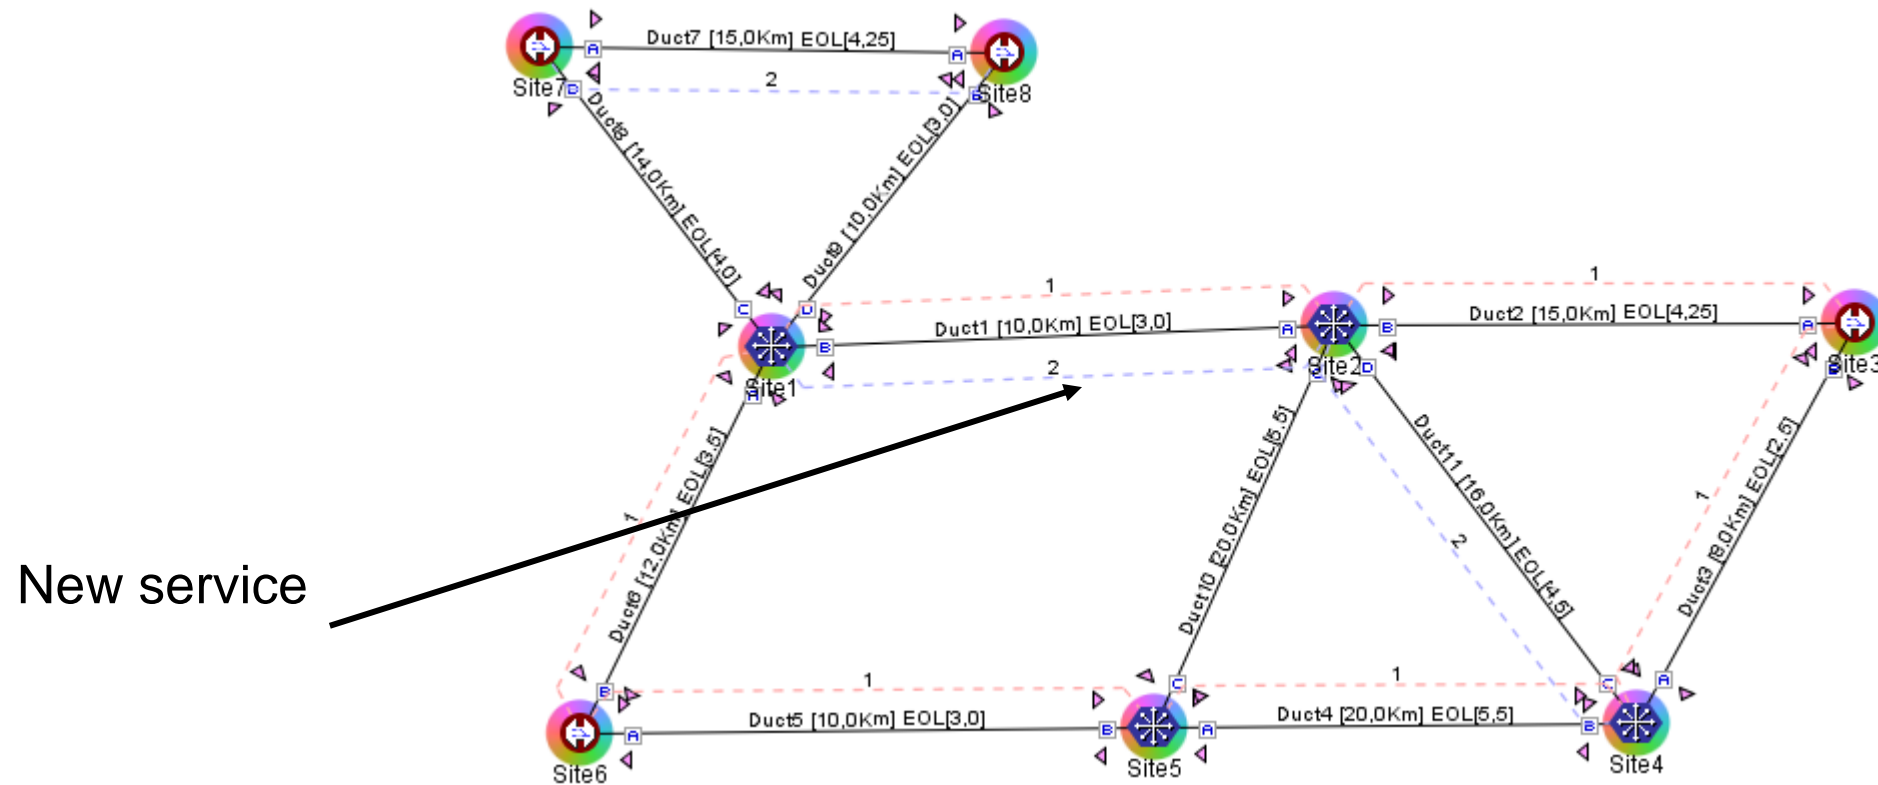 Duct7 [15,0Km] EOL[4,25]
A
A
Site7
D
2
B
Site8
Duct8 [14,0Km] EOL[4,0]
Duct9 [10,0Km] EOL[3,0]
C
D
1
1
Duct1 [10,0Km] EOL[3,0]
A
B
Duct2 [15,0Km] EOL[4,25]
A
B
Site1
A
2
Site2
D
Site3
B
Duct6 [12,0Km] EOL[3,5]
1
Duct10 [20,0Km] EOL[5,5]
Duct11 [16,0Km] EOL[4,5]
2
1
Duct3 [8,0Km] EOL[2,5]
New service
B
1
C
1
C
A
A
Duct5 [10,0Km] EOL[3,0]
B
A
Duct4 [20,0Km] EOL[5,5]
B
Site6
Site5
Site4